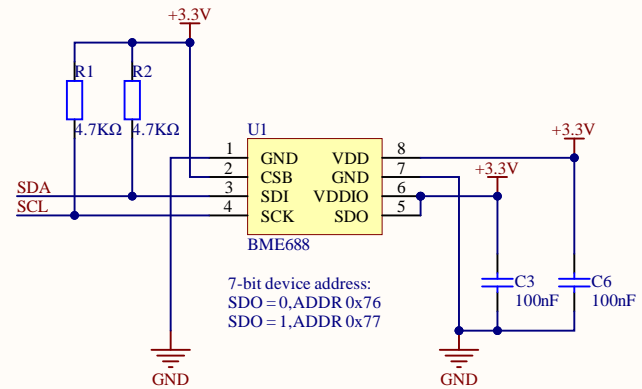 +3.3V
R1
R2
4.7KΩ
4.7KΩ
U1
+3.3V
1
GND
VDD
8
+3.3V
2
CSB
GND
7
SDA
3
SDI
VDDIO
6
SCL
4
SCK
SDO
5
BME688
7-bit device address:
SDO = 0,ADDR 0x76
SDO = 1,ADDR 0x77
C3
100nF
C6
100nF
GND
GND